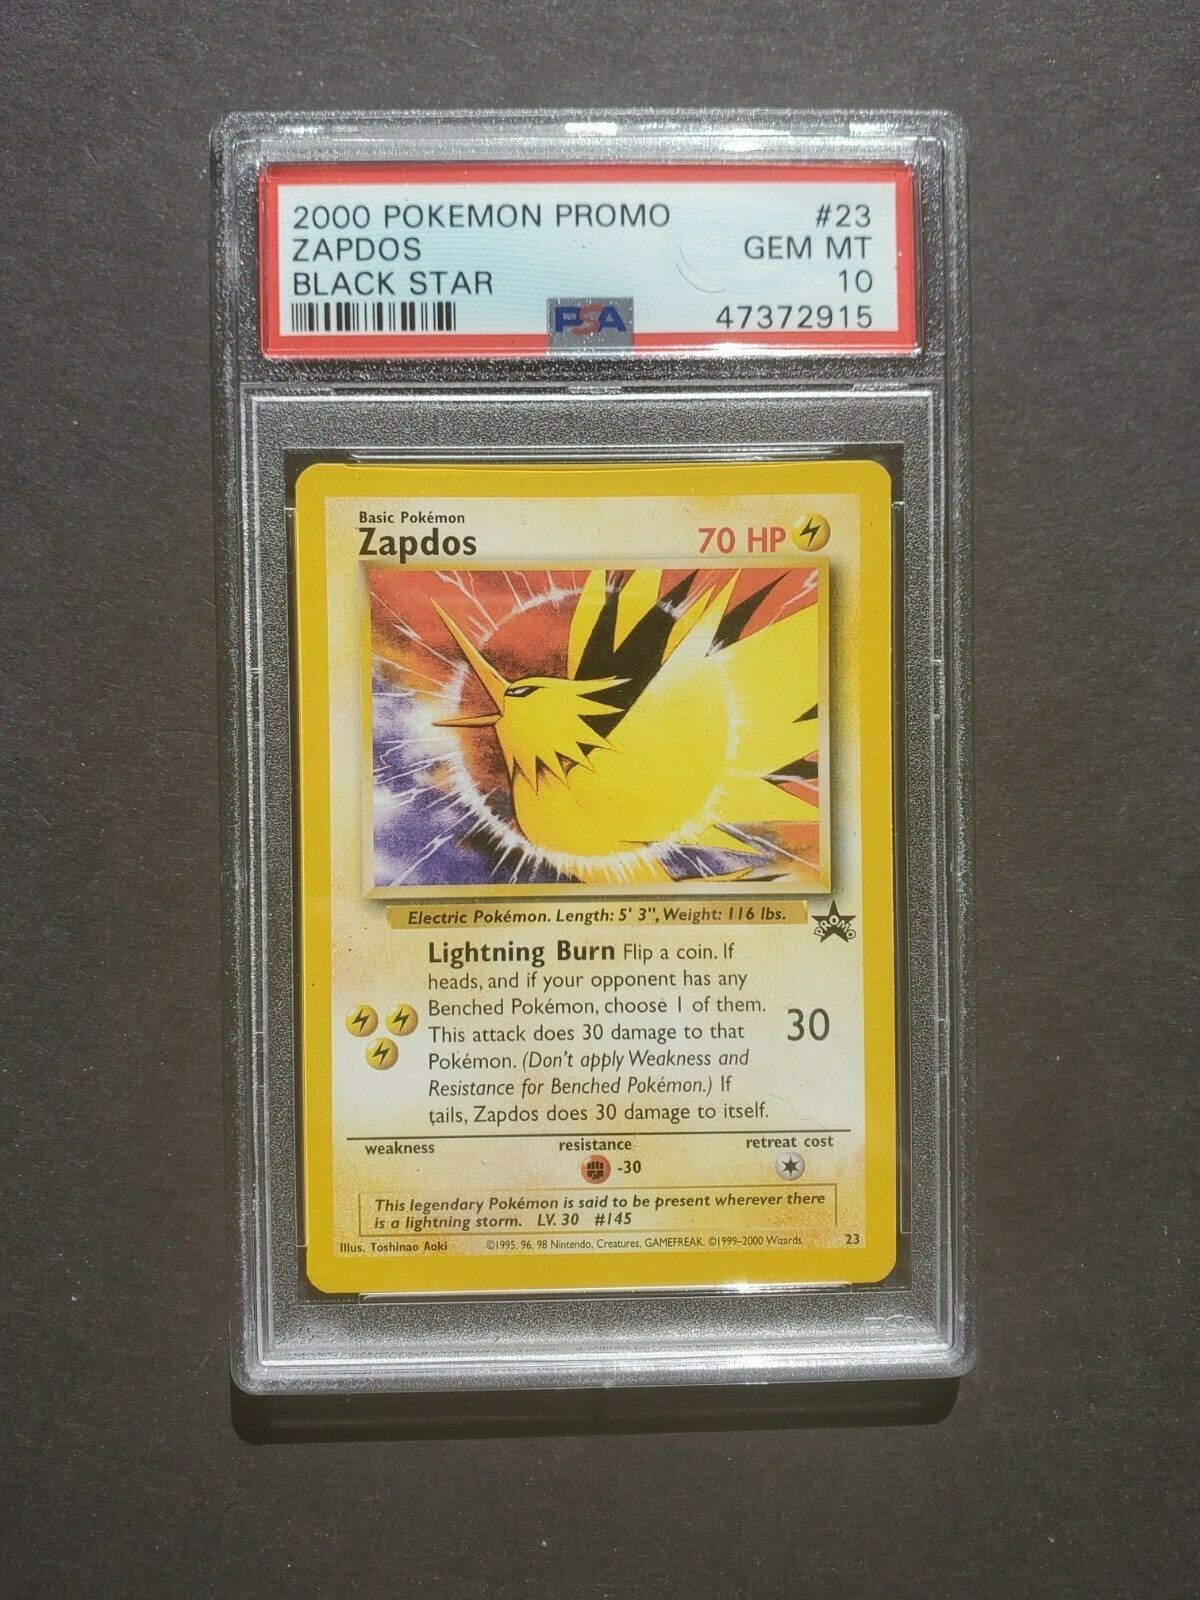 2000 POKEMON PROMO #23
ZAPDOS GEM MT
BLACK STAR 10
PSA 47372915
Basic Pokémon
Zapdos 70 HP
Electric Pokémon. Length: 5' 3", Weight: 116 lbs.
PROMO
Lightning Burn Flip a coin. If
heads, and if your opponent has any
Benched Pokémon, choose 1 of them.
This attack does 30 damage to that 30
Pokémon. (Don't apply Weakness and
Resistance for Benched Pokémon.) If
tails, Zapdos does 30 damage to itself.
weakness resistance retreat cost
-30
This legendary Pokémon is said to be present wherever there
is a lightning storm. LV. 30 #145
Illus. Toshinao Aoki ©1995, 96, 98 Nintendo, Creatures, GAMEFREAK. ©1999–2000 Wizards. 23
PSA